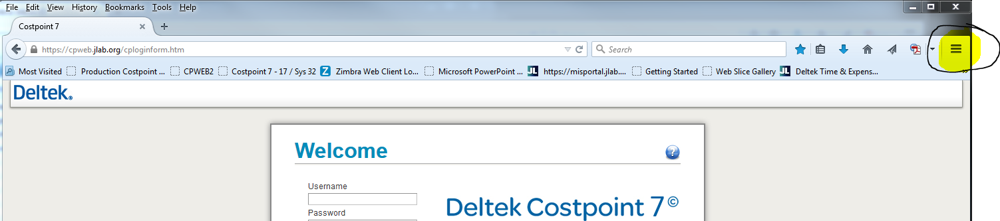 File Edit View History Bookmarks Tools Help
Costpoint 7
https://cpweb.jlab.org/cploginform.htm Search
Most Visited Production Costpoint ... CPWEB2 Costpoint 7 - 17 / Sys 32 Z Zimbra Web Client Lo... Microsoft PowerPoint ... JL https://misportal.jlab.... Getting Started Web Slice Gallery JL Deltek Time & Expens... »
Deltek®
Welcome ?
Username
Deltek Costpoint 7©
Password